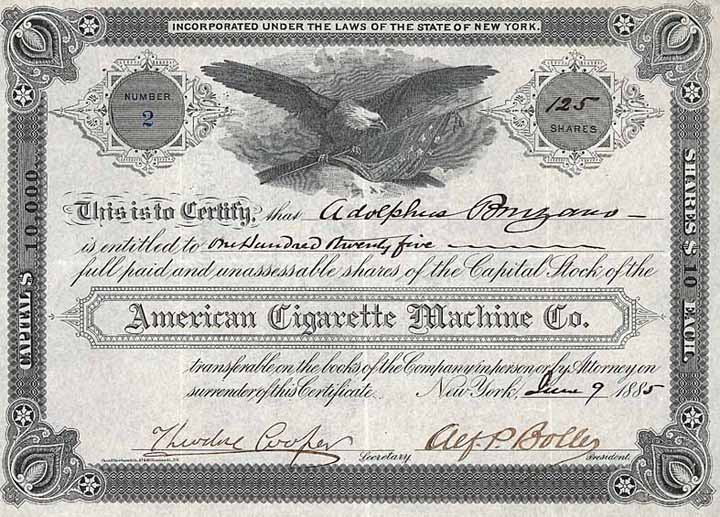 INCORPORATED UNDER THE LAWS OF THE STATE OF NEW YORK.
NUMBER
2
125
SHARES
This is to Certify, that Adolphus Bonzano
is entitled to One Hundred & twenty five
full paid and unassessable shares of the Capital Stock of the
American Cigarette Machine Co.
transferable on the books of the Company in person or by Attorney on
surrender of this Certificate. New York, June 9 1885
Theodore Cooper Secretary. Alf. P. Boller President.
CAPITAL $ 10,000.
SHARES $ 10 EACH.